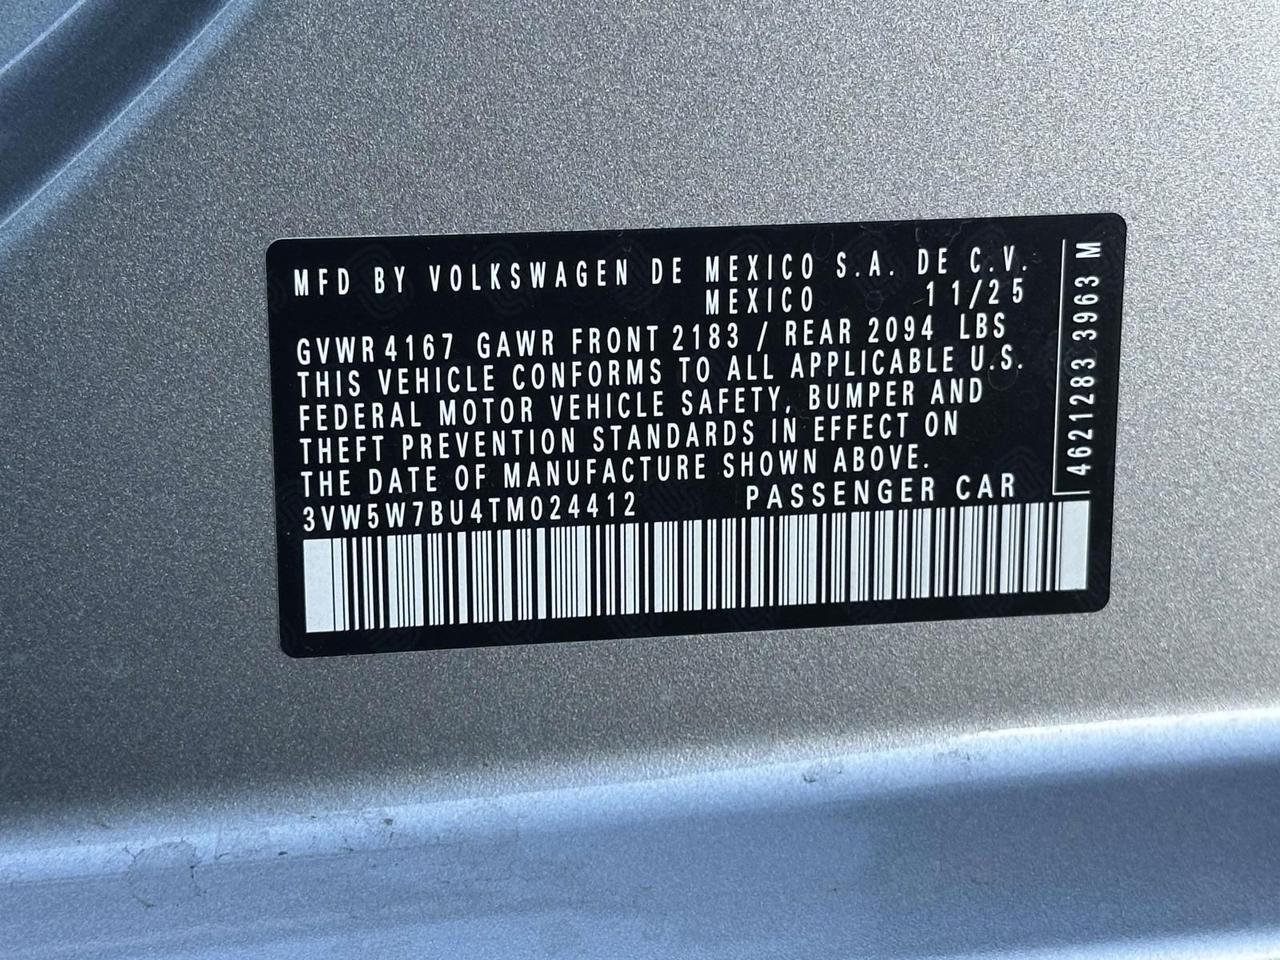 MFD BY VOLKSWAGEN DE MEXICO S.A. DE C.V.
MEXICO 11/25
GVWR 4167 GAWR FRONT 2183 / REAR 2094 LBS
THIS VEHICLE CONFORMS TO ALL APPLICABLE U.S.
FEDERAL MOTOR VEHICLE SAFETY, BUMPER AND
THEFT PREVENTION STANDARDS IN EFFECT ON
THE DATE OF MANUFACTURE SHOWN ABOVE.
3VW5W7BU4TM024412 PASSENGER CAR
4621283 3963 M